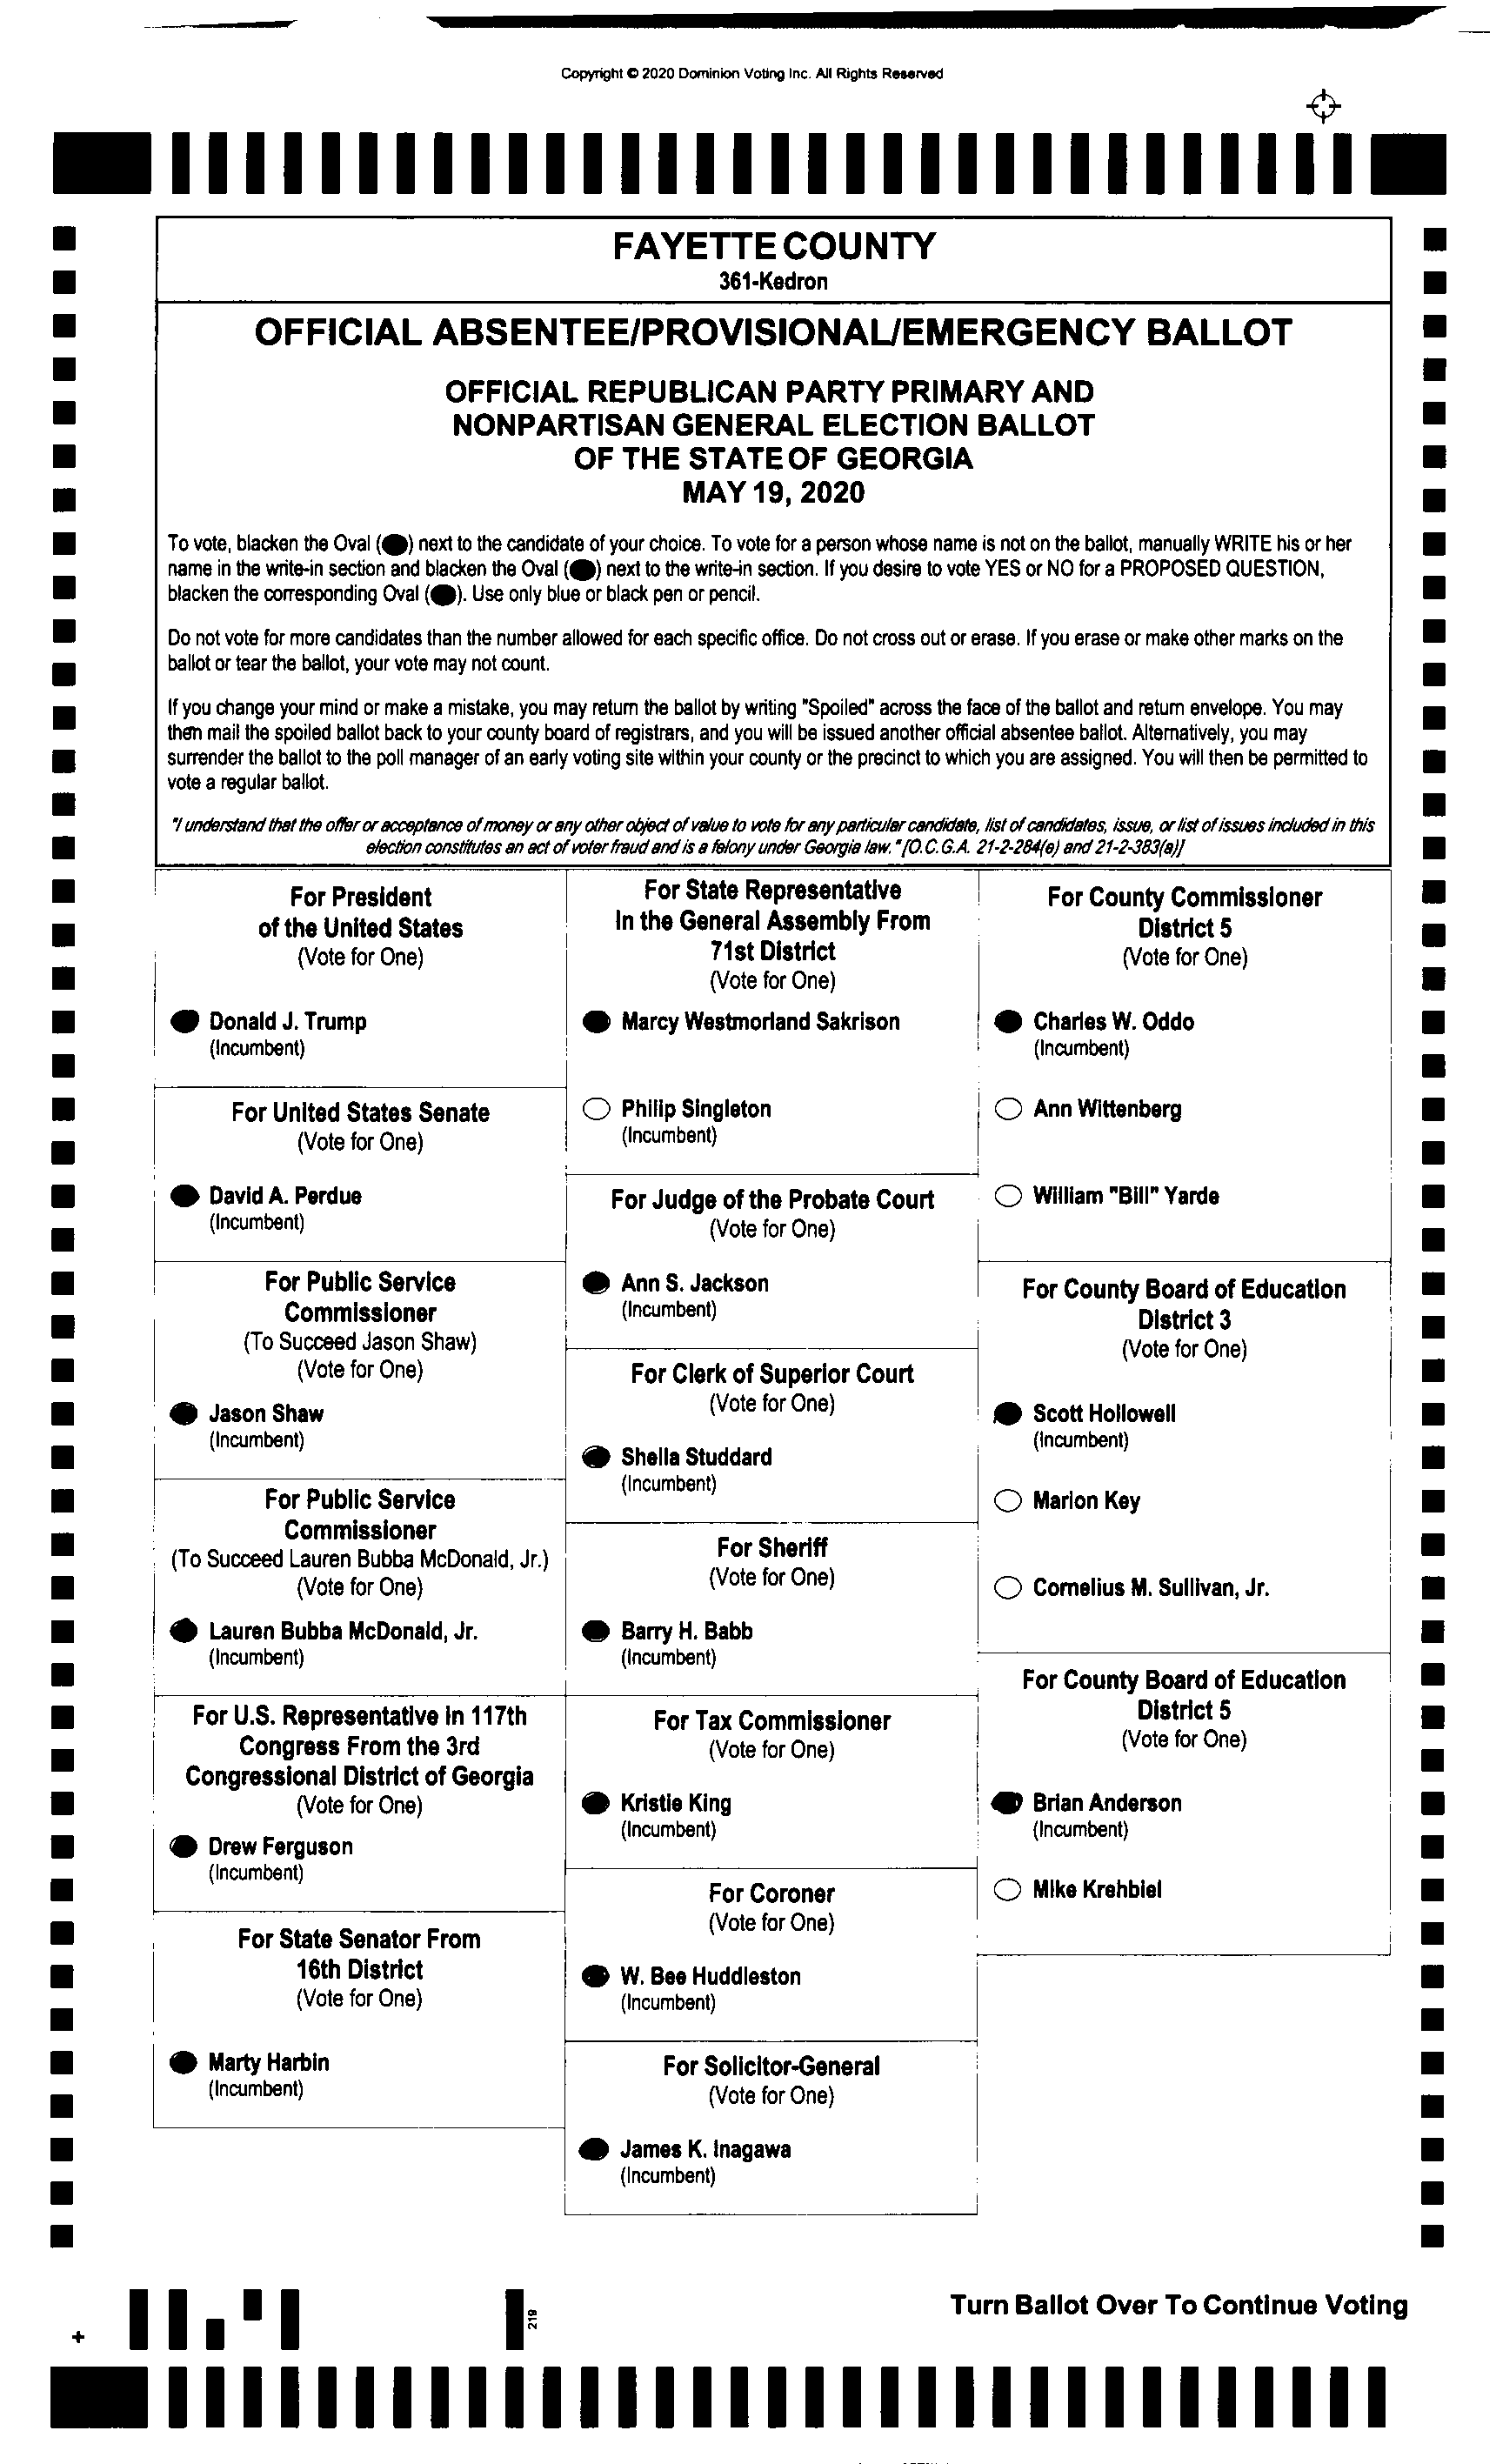 Copyright © 2020 Dominion Voting Inc. All Rights Reserved
FAYETTE COUNTY
361-Kedron
OFFICIAL ABSENTEE/PROVISIONAL/EMERGENCY BALLOT
OFFICIAL REPUBLICAN PARTY PRIMARY AND
NONPARTISAN GENERAL ELECTION BALLOT
OF THE STATE OF GEORGIA
MAY 19, 2020
To vote, blacken the Oval (●) next to the candidate of your choice. To vote for a person whose name is not on the ballot, manually WRITE his or her
name in the write-in section and blacken the Oval (●) next to the write-in section. If you desire to vote YES or NO for a PROPOSED QUESTION,
blacken the corresponding Oval (●). Use only blue or black pen or pencil.
Do not vote for more candidates than the number allowed for each specific office. Do not cross out or erase. If you erase or make other marks on the
ballot or tear the ballot, your vote may not count.
If you change your mind or make a mistake, you may return the ballot by writing "Spoiled" across the face of the ballot and return envelope. You may
then mail the spoiled ballot back to your county board of registrars, and you will be issued another official absentee ballot. Alternatively, you may
surrender the ballot to the poll manager of an early voting site within your county or the precinct to which you are assigned. You will then be permitted to
vote a regular ballot.
"I understand that the offer or acceptance of money or any other object of value to vote for any particular candidate, list of candidates, issue, or list of issues included in this
election constitutes an act of voter fraud and is a felony under Georgia law." [O.C.G.A. 21-2-284(e) and 21-2-383(a)]
For President
of the United States
(Vote for One)
Donald J. Trump
(Incumbent)
For United States Senate
(Vote for One)
David A. Perdue
(Incumbent)
For Public Service
Commissioner
(To Succeed Jason Shaw)
(Vote for One)
Jason Shaw
(Incumbent)
For Public Service
Commissioner
(To Succeed Lauren Bubba McDonald, Jr.)
(Vote for One)
Lauren Bubba McDonald, Jr.
(Incumbent)
For U.S. Representative in 117th
Congress From the 3rd
Congressional District of Georgia
(Vote for One)
Drew Ferguson
(Incumbent)
For State Senator From
16th District
(Vote for One)
Marty Harbin
(Incumbent)
For State Representative
In the General Assembly From
71st District
(Vote for One)
Marcy Westmorland Sakrison
Philip Singleton
(Incumbent)
For Judge of the Probate Court
(Vote for One)
Ann S. Jackson
(Incumbent)
For Clerk of Superior Court
(Vote for One)
Sheila Studdard
(Incumbent)
For Sheriff
(Vote for One)
Barry H. Babb
(Incumbent)
For Tax Commissioner
(Vote for One)
Kristie King
(Incumbent)
For Coroner
(Vote for One)
W. Bee Huddleston
(Incumbent)
For Solicitor-General
(Vote for One)
James K. Inagawa
(Incumbent)
For County Commissioner
District 5
(Vote for One)
Charles W. Oddo
(Incumbent)
Ann Wittenberg
William "Bill" Yarde
For County Board of Education
District 3
(Vote for One)
Scott Hollowell
(Incumbent)
Marion Key
Cornelius M. Sullivan, Jr.
For County Board of Education
District 5
(Vote for One)
Brian Anderson
(Incumbent)
Mike Krehbiel
Turn Ballot Over To Continue Voting
219